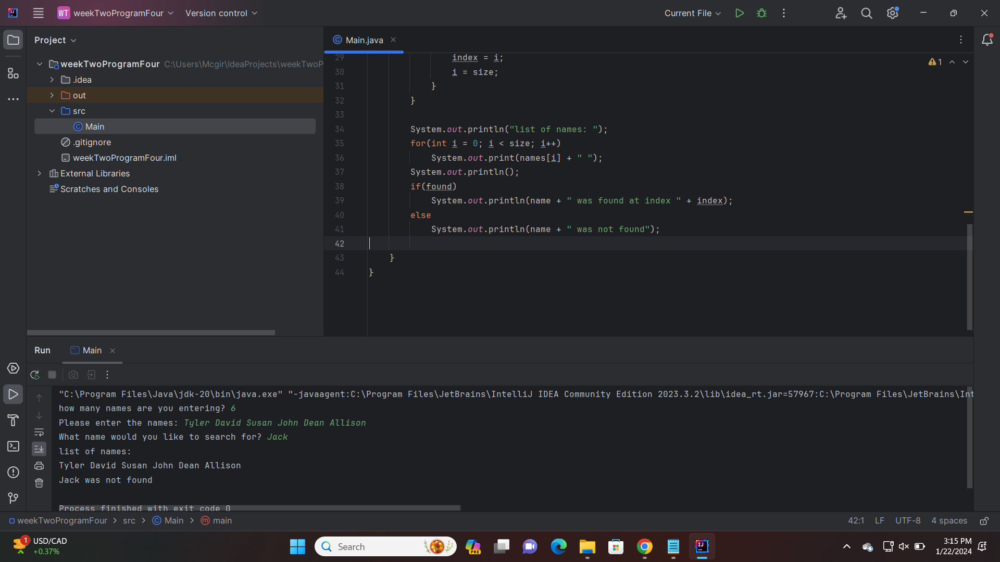 WT weekTwoProgramFour Version control Current File
Project
Main.java
weekTwoProgramFour C:\Users\Mcgir\IdeaProjects\weekTwoP
.idea
out
src
Main
.gitignore
weekTwoProgramFour.iml
External Libraries
Scratches and Consoles
1
29 index = i;
30 i = size;
31 }
32 }
33
34 System.out.println("list of names: ");
35 for(int i = 0; i < size; i++)
36 System.out.print(names[i] + " ");
37 System.out.println();
38 if(found)
39 System.out.println(name + " was found at index " + index);
40 else
41 System.out.println(name + " was not found");
42
43 }
44 }
Run Main
"C:\Program Files\Java\jdk-20\bin\java.exe" "-javaagent:C:\Program Files\JetBrains\IntelliJ IDEA Community Edition 2023.3.2\lib\idea_rt.jar=57967:C:\Program Files\JetBrains\Int
how many names are you entering? 6
Please enter the names: Tyler David Susan John Dean Allison
What name would you like to search for? Jack
list of names:
Tyler David Susan John Dean Allison
Jack was not found
Process finished with exit code 0
weekTwoProgramFour src Main main 42:1 LF UTF-8 4 spaces
1 USD/CAD
+0.37%
Search
PRE
IJ
3:15 PM
1/22/2024